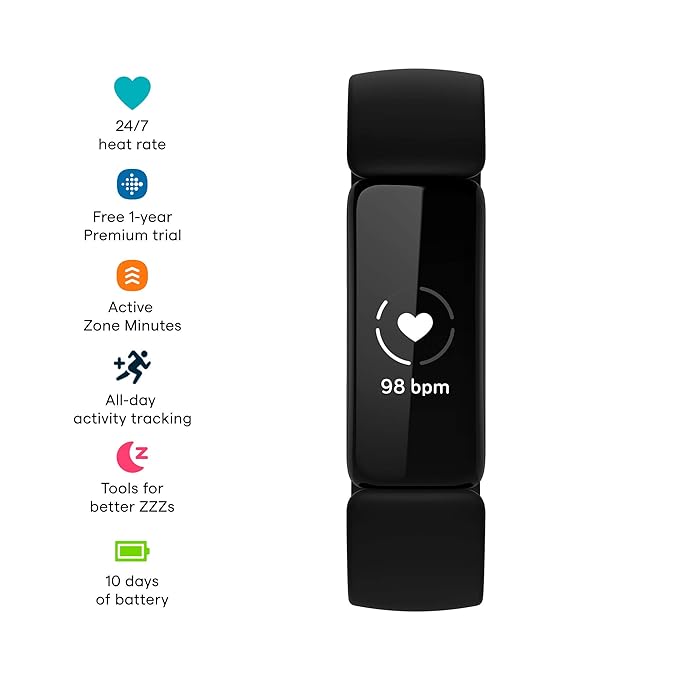 24/7
heat rate
Free 1-year
Premium trial
Active
Zone Minutes
All-day
activity tracking
Z
Tools for
better ZZZs
10 days
of battery
98 bpm